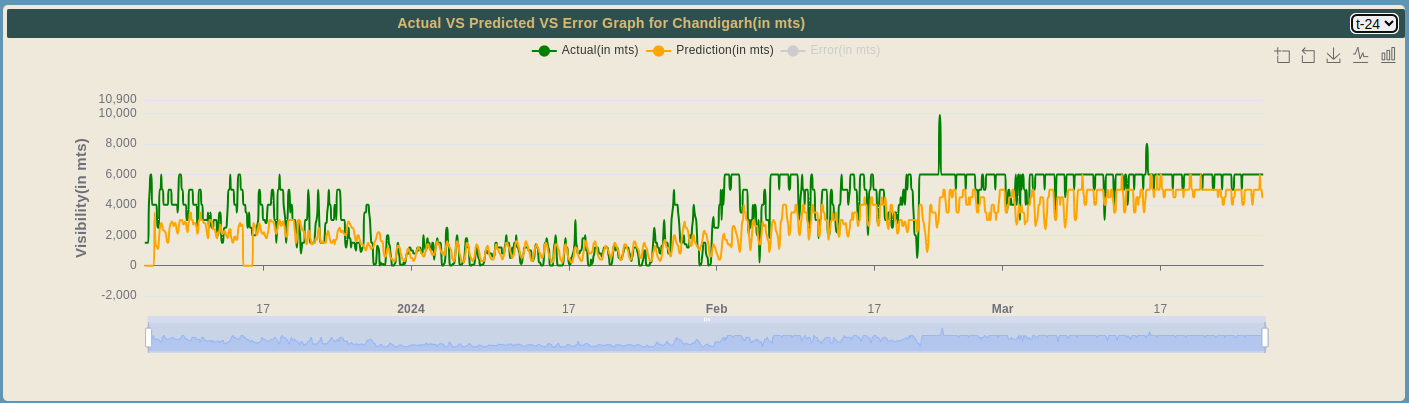 Actual VS Predicted VS Error Graph for Chandigarh(in mts)
t-24
Actual(in mts) Prediction(in mts) Error(in mts)
Visibility(in mts)
10,900
10,000
8,000
6,000
4,000
2,000
0
-2,000
17 2024 17 Feb 17 Mar 17